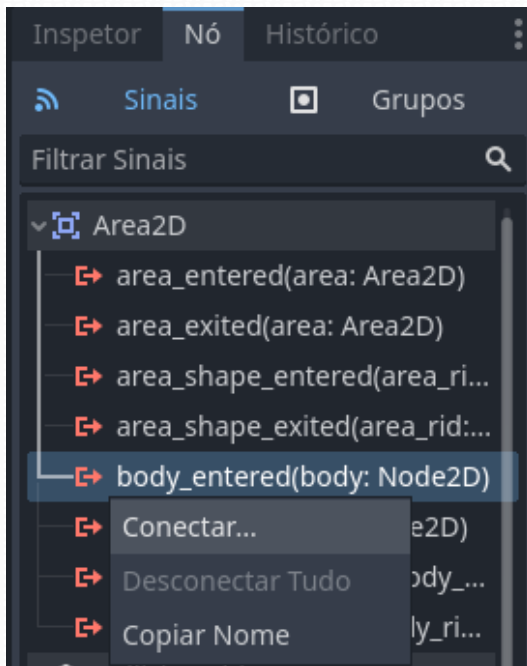 Inspetor Nó Histórico
Sinais Grupos
Filtrar Sinais
Area2D
area_entered(area: Area2D)
area_exited(area: Area2D)
area_shape_entered(area_ri...
area_shape_exited(area_rid:...
body_entered(body: Node2D)
Conectar... e2D)
Desconectar Tudo ody_...
Copiar Nome ly_ri...